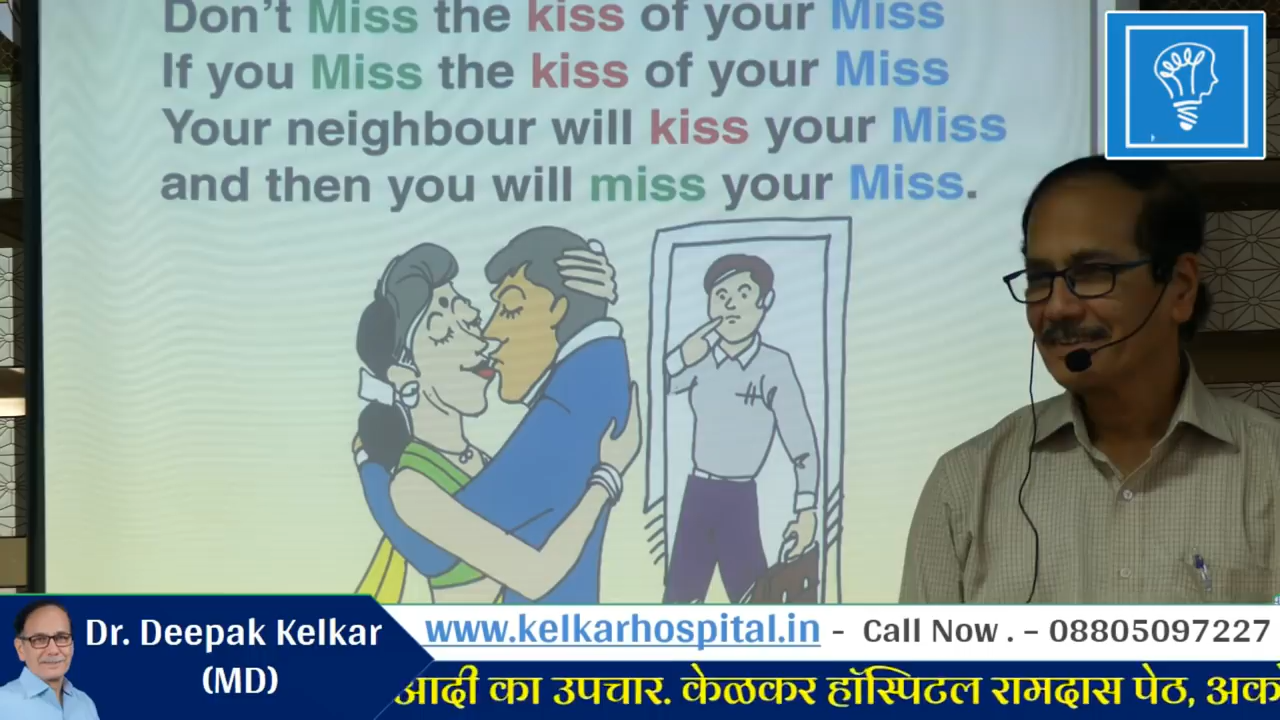 Don't Miss the kiss of your Miss
If you Miss the kiss of your Miss
Your neighbour will kiss your Miss
and then you will miss your Miss.
Dr. Deepak Kelkar
(MD)
www.kelkarhospital.in - Call Now . – 08805097227
आदी का उपचार. केळकर हॉस्पिटल रामदास पेठ,